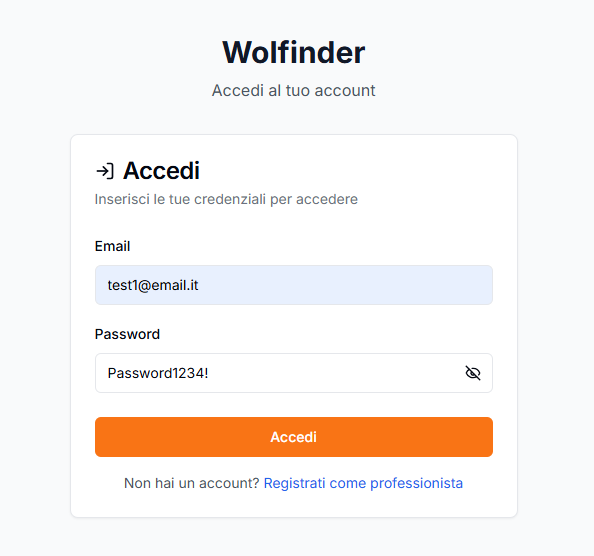 Wolfinder
Accedi al tuo account
Accedi
Inserisci le tue credenziali per accedere
Email
test1@email.it
Password
Password1234!
Accedi
Non hai un account? Registrati come professionista